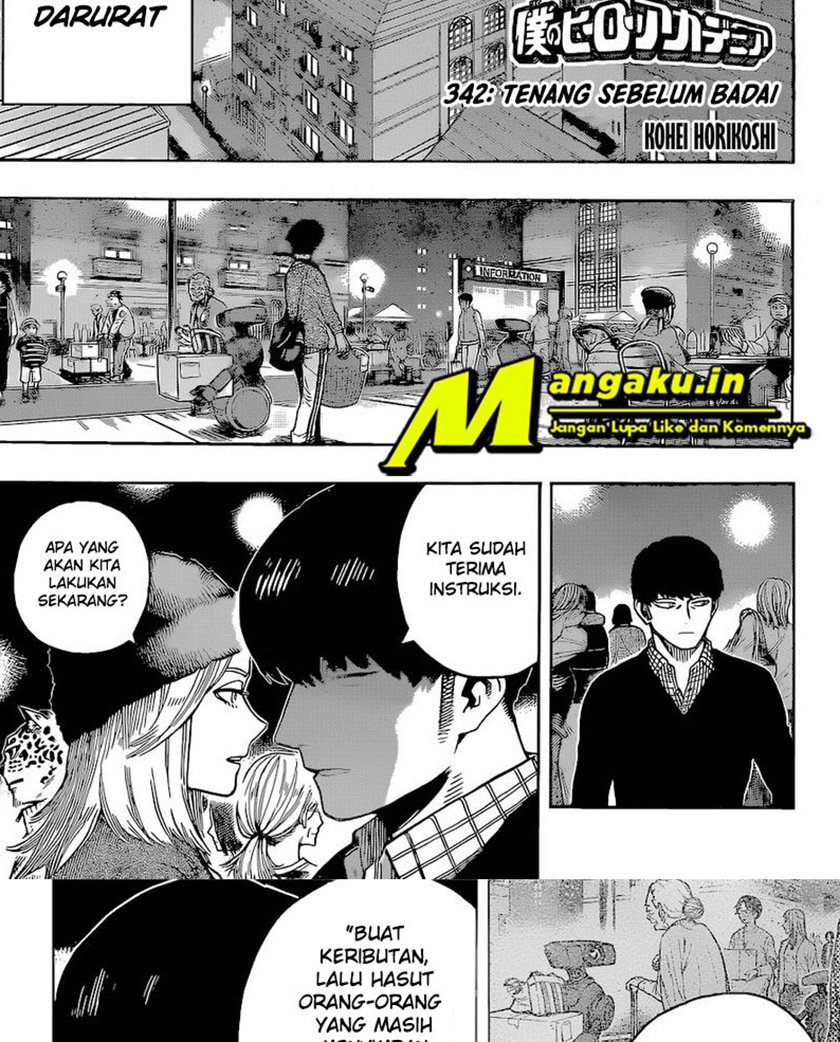 DARURAT
僕のヒーローアカデミア
342: TENANG SEBELUM BADAI
KOHEI HORIKOSHI
INFORMATION
Mangaku.in
Jangan Lupa Like dan Komennya
KITA SUDAH
TERIMA
INSTRUKSI.
APA YANG
AKAN KITA
LAKUKAN
SEKARANG?
"BUAT
KERIBUTAN,
LALU HASUT
ORANG-ORANG
YANG MASIH